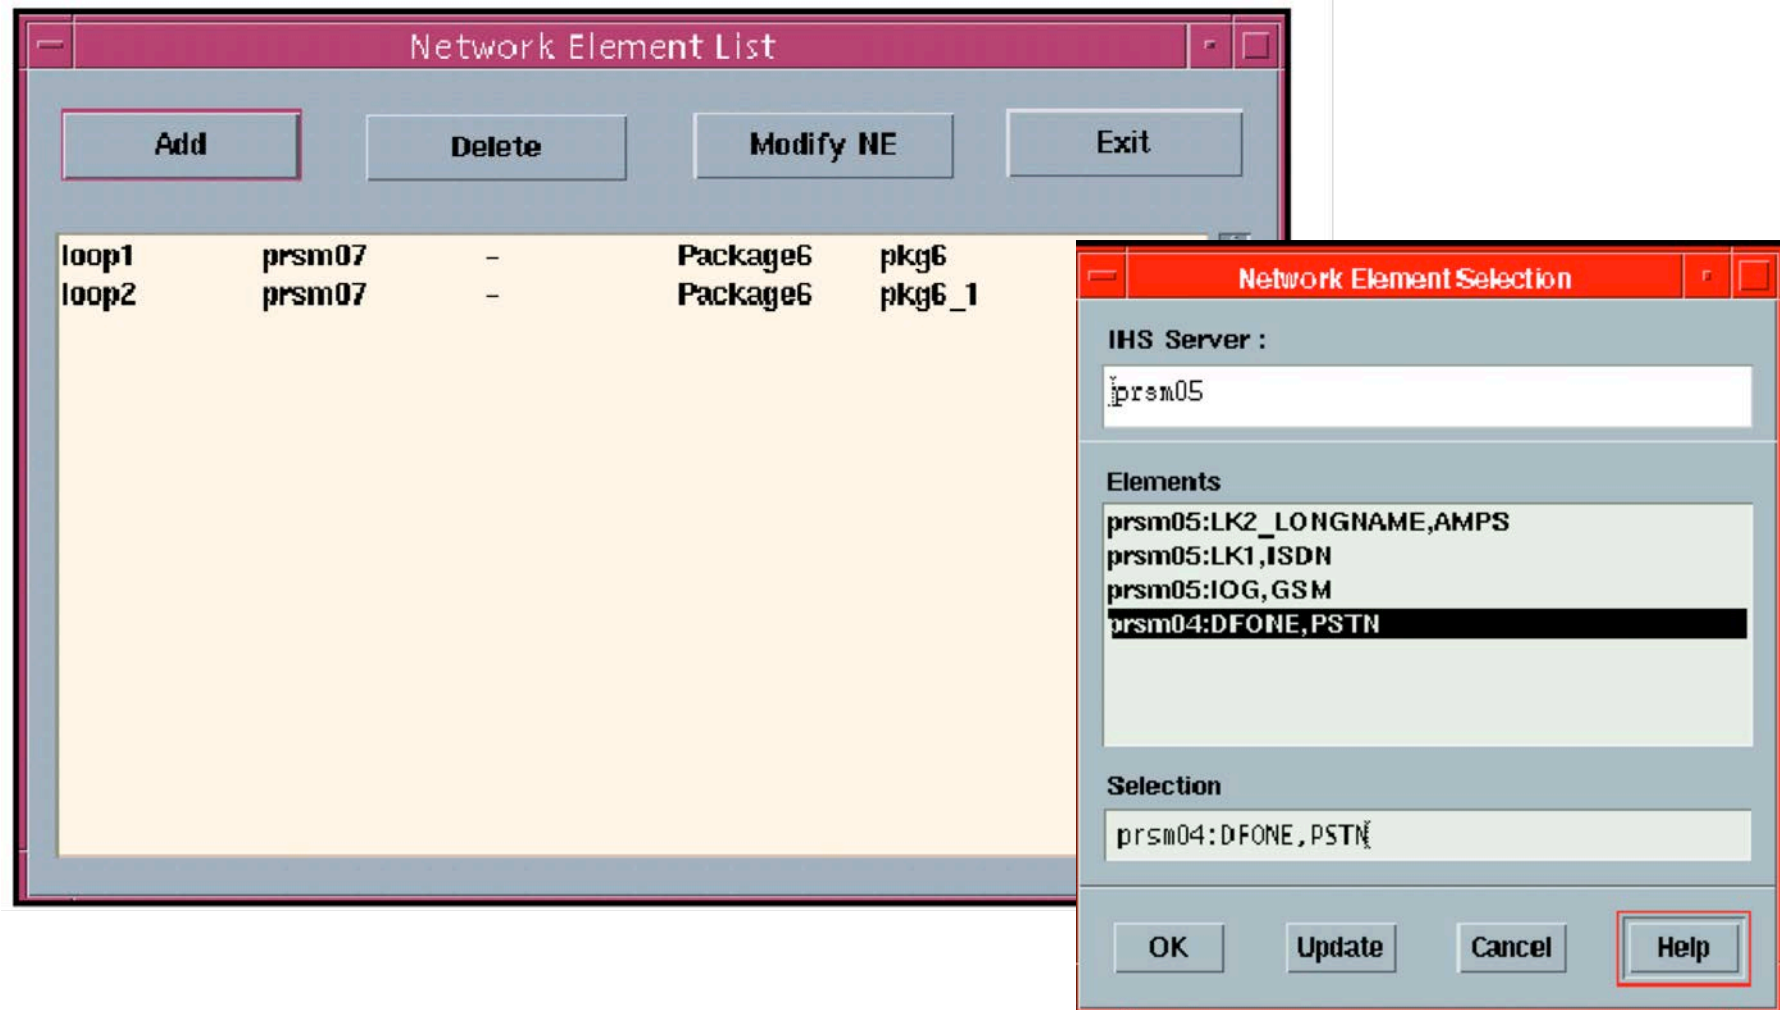 Network Element List
Add Delete Modify NE Exit
loop1 prsm07 - Package6 pkg6
loop2 prsm07 - Package6 pkg6_1
Network Element Selection
IHS Server :
prsm05
Elements
prsm05:LK2_LONGNAME,AMPS
prsm05:LK1,ISDN
prsm05:IOG,GSM
prsm04:DFONE,PSTN
Selection
prsm04:DFONE,PSTN
OK Update Cancel Help